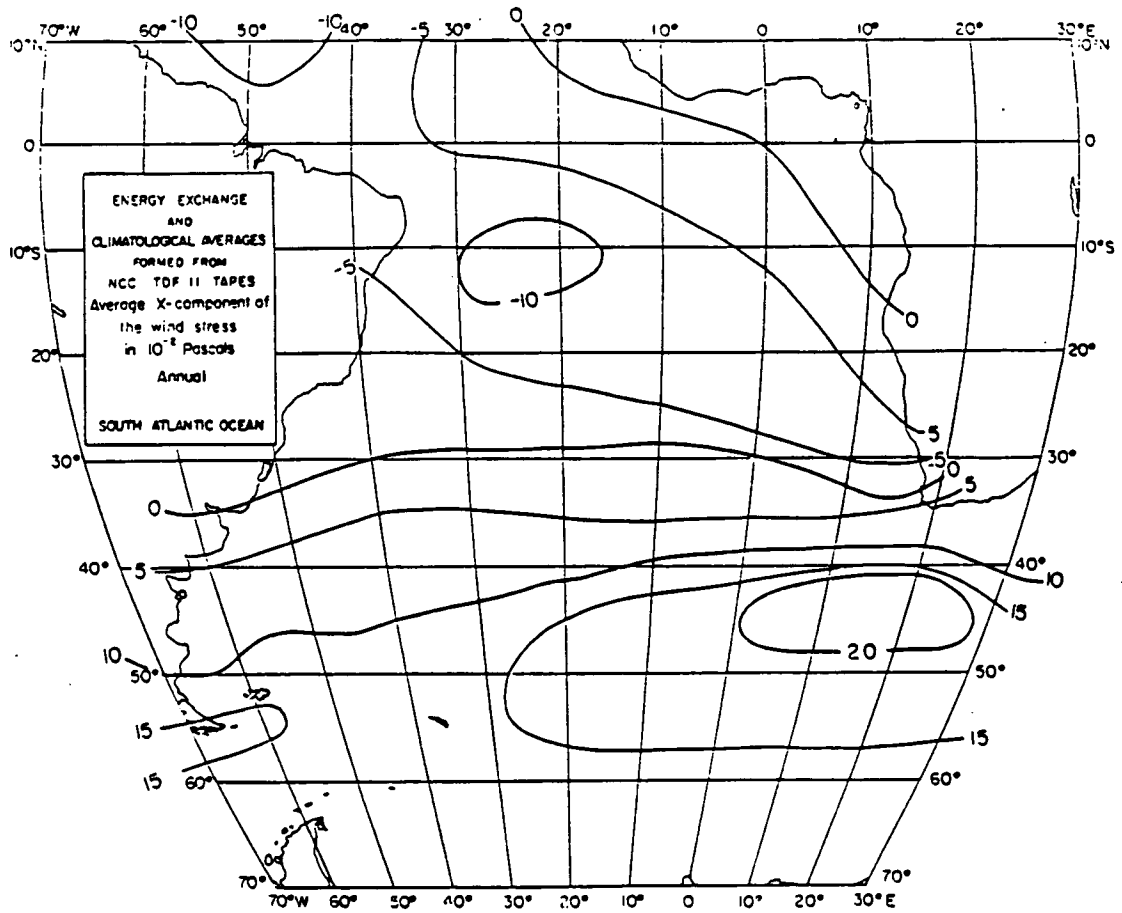 -10 -10 -5 0
70°W 60° 40° 30° 20° 10° 0 10° 20° 30°E
10°N 10°N
0 0
ENERGY EXCHANGE
AND
CLIMATOLOGICAL AVERAGES
FORMED FROM
NCC TDF 11 TAPES
Average X-component of
the wind stress
in 10⁻² Pascals
Annual
SOUTH ATLANTIC OCEAN
10°S 10°S
-5
-10
0
20° 20°
5
30° -5 30°
0 0
5
40° 40°
5 10
15
20
10
50° 50°
15 15
15
60° 60°
70° 70°
70°W 60° 50° 40° 30° 20° 10° 0 10° 20° 30°E